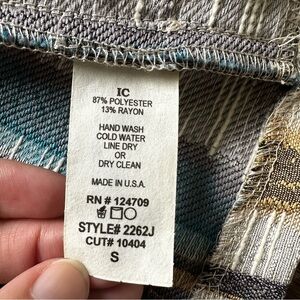 IC
87% POLYESTER
13% RAYON
HAND WASH
COLD WATER
LINE DRY
OR
DRY CLEAN
MADE IN U.S.A.
RN # 124709
STYLE# 2262J
CUT# 10404
S